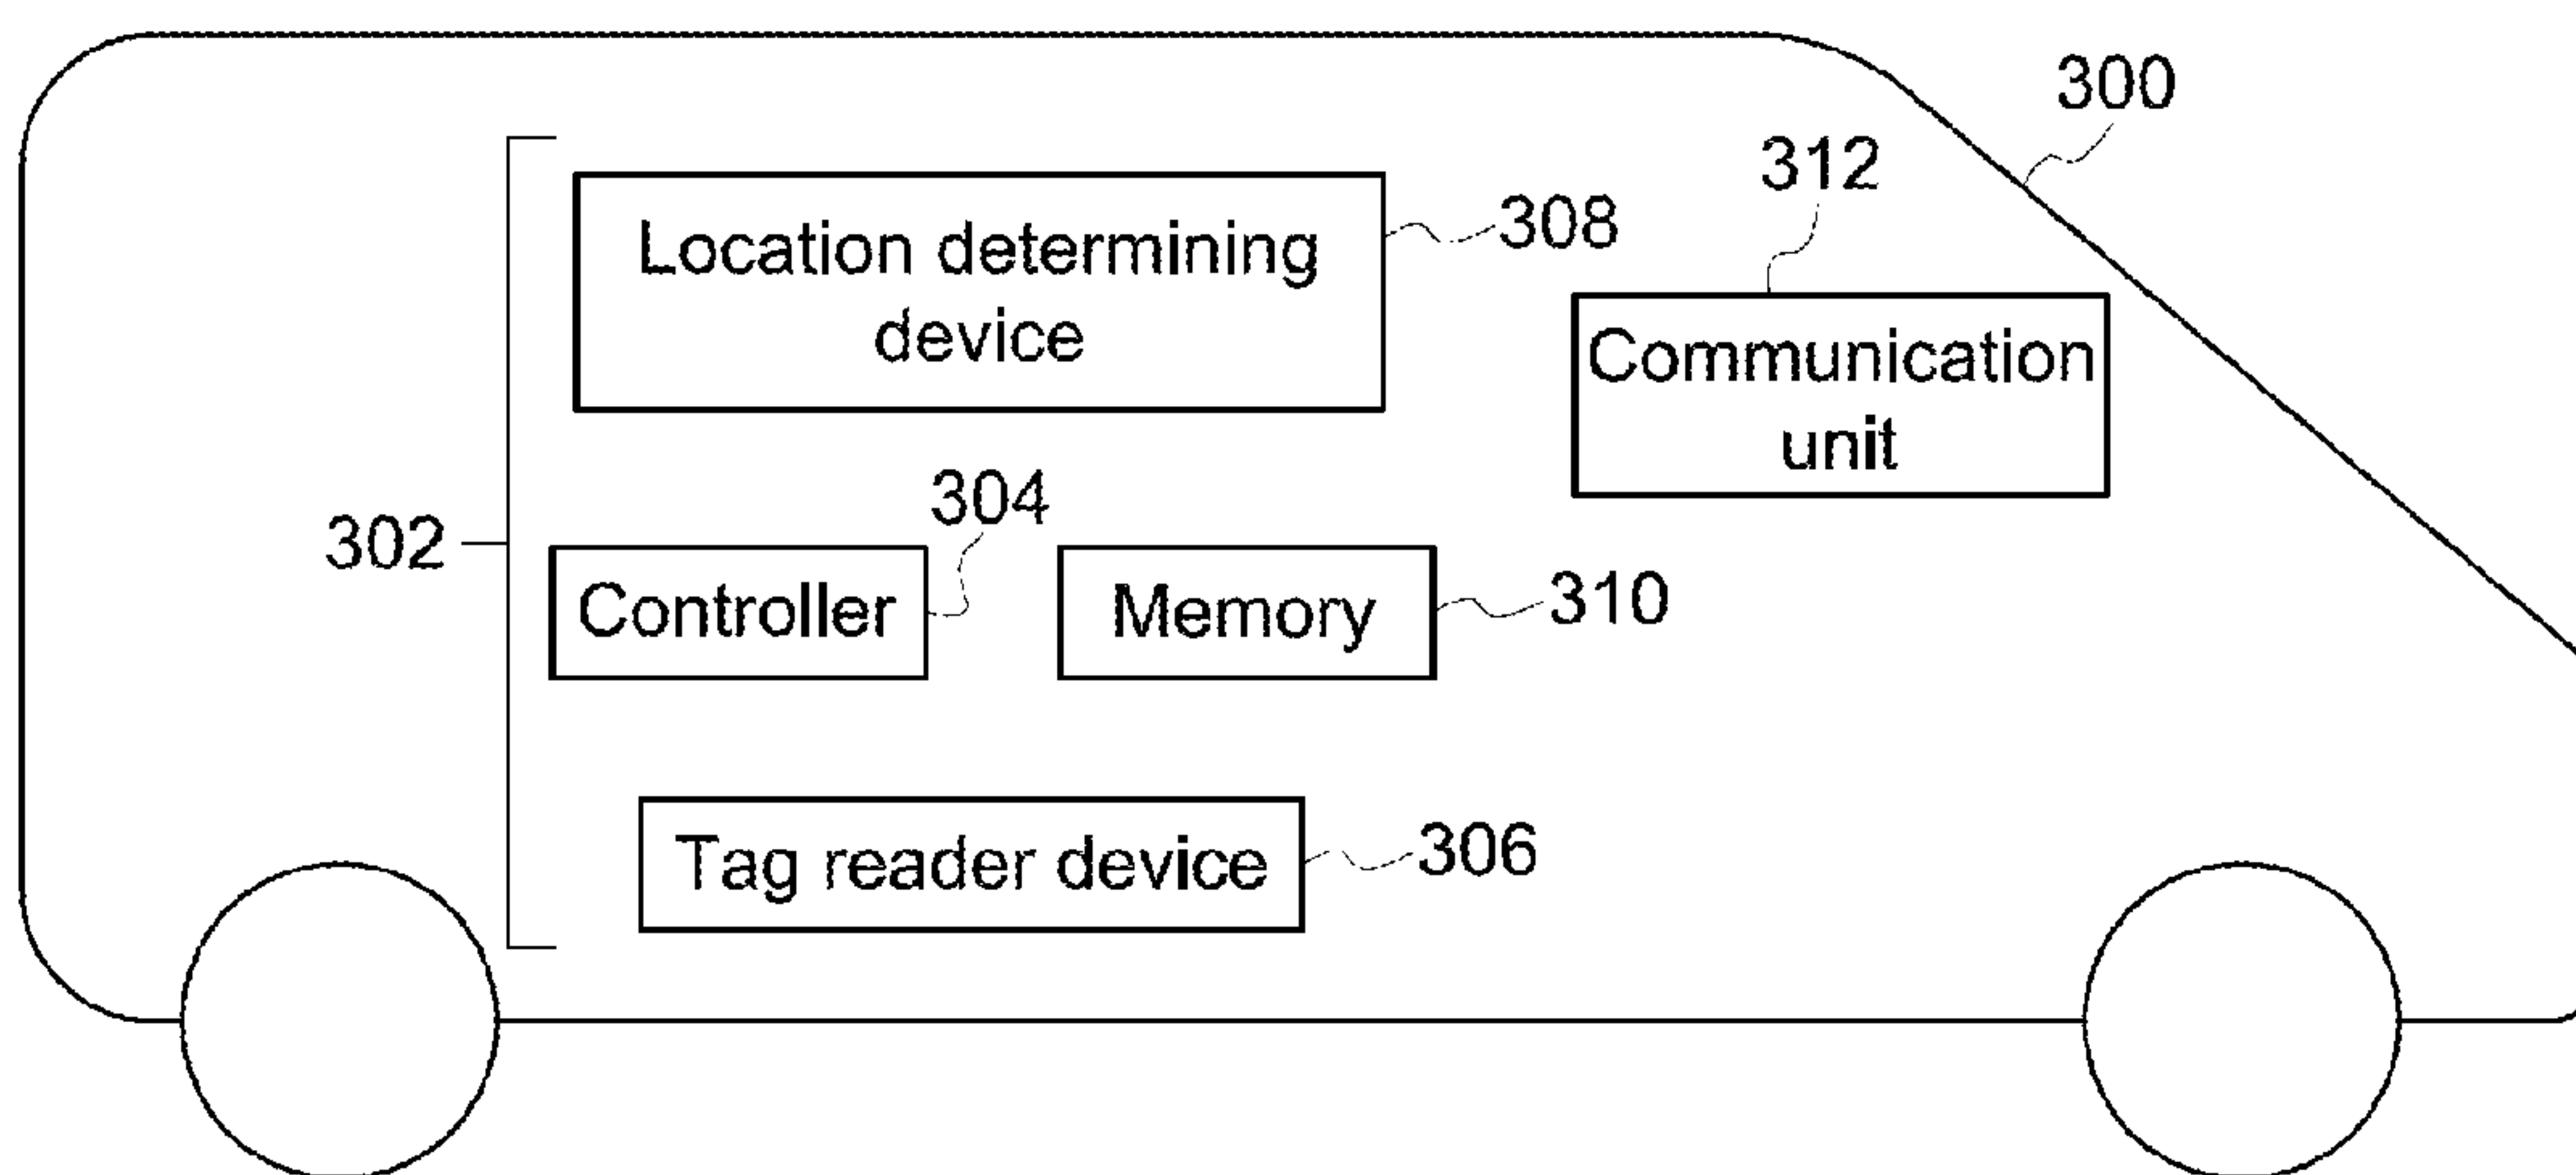 300
312
Location determining
device
308
Communication
unit
304
302
Controller
Memory
310
Tag reader device
306